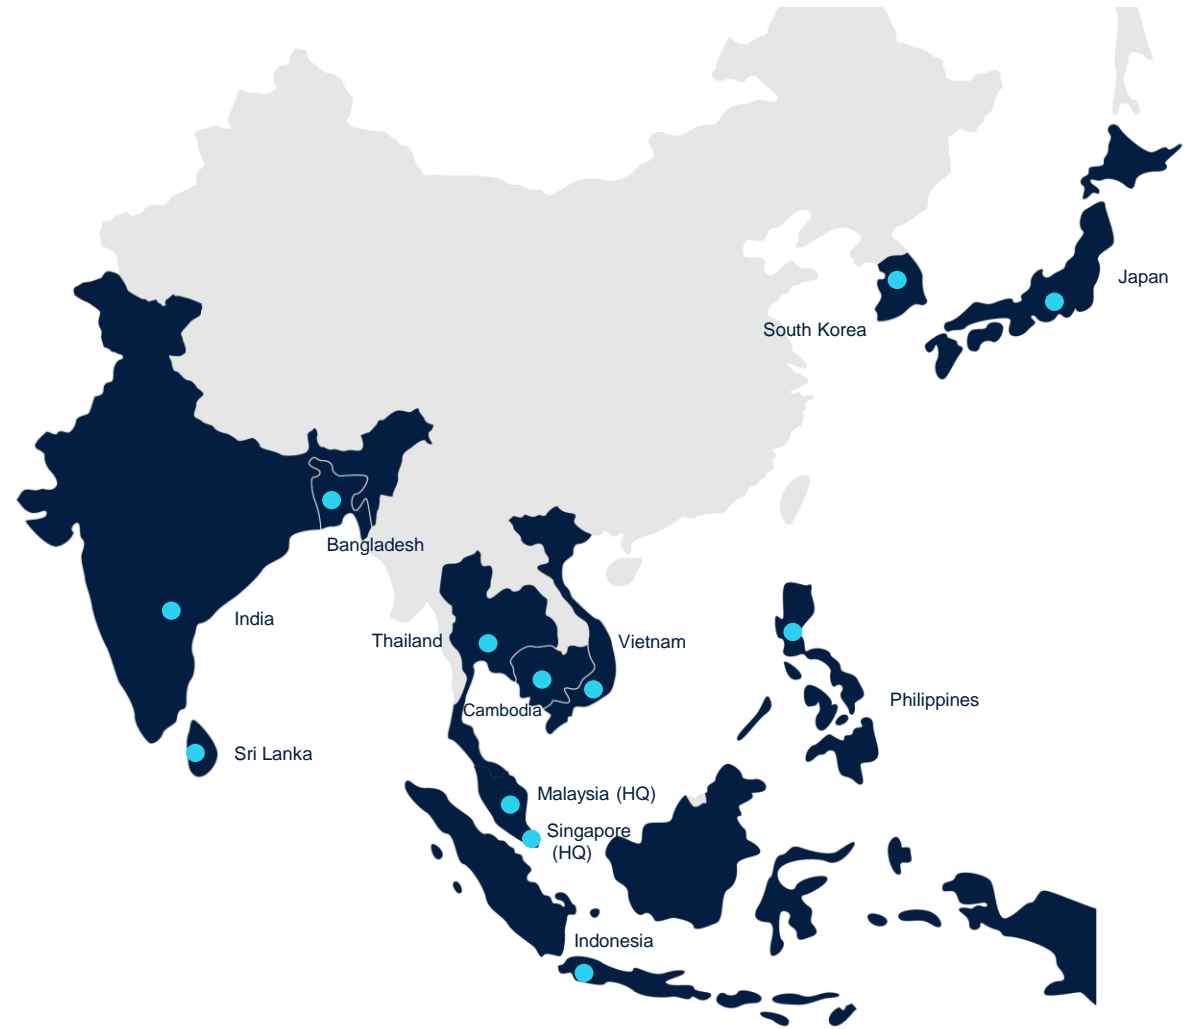 Japan
South Korea
Bangladesh
India
Thailand
Vietnam
Philippines
Cambodia
Sri Lanka
Malaysia (HQ)
Singapore
(HQ)
Indonesia